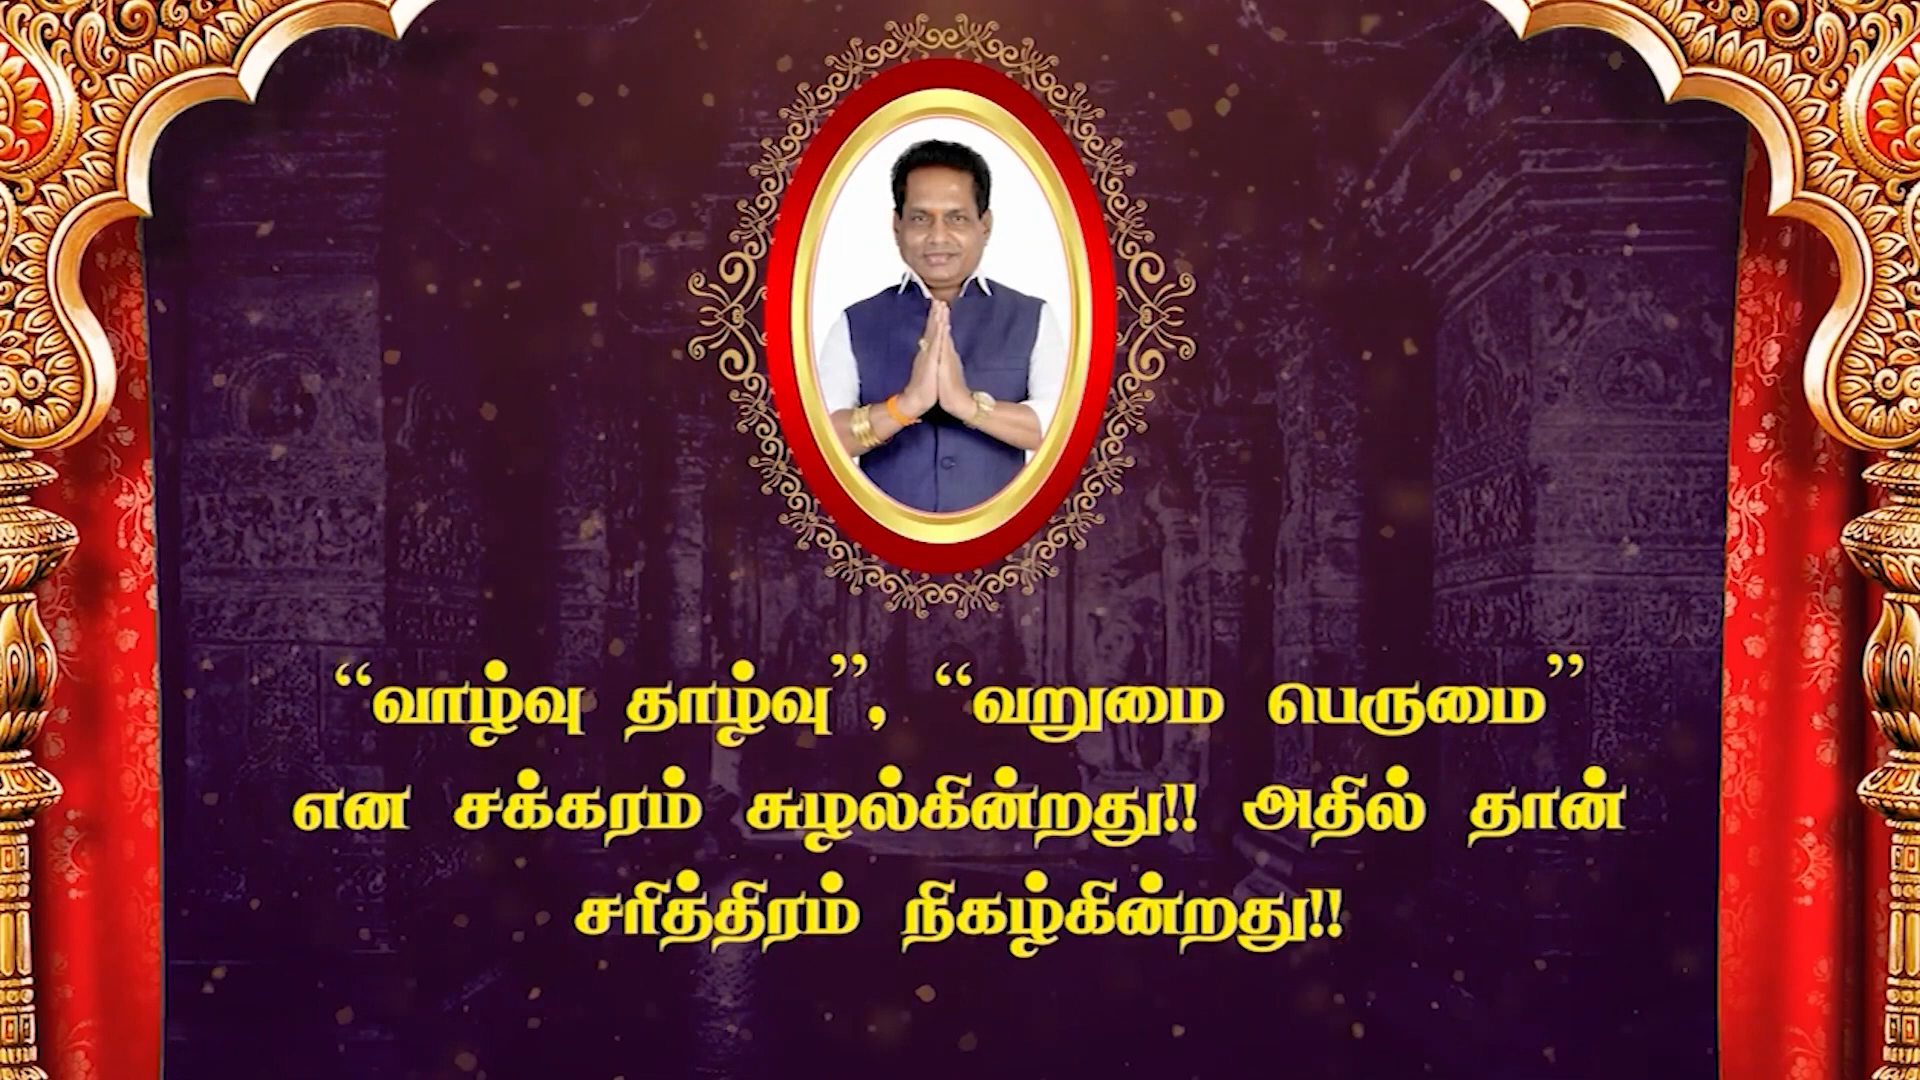 “வாழ்வு தாழ்வு”, “வறுமை பெருமை”
என சக்கரம் சுழல்கின்றது!! அதில் தான்
சரித்திரம் நிகழ்கின்றது!!